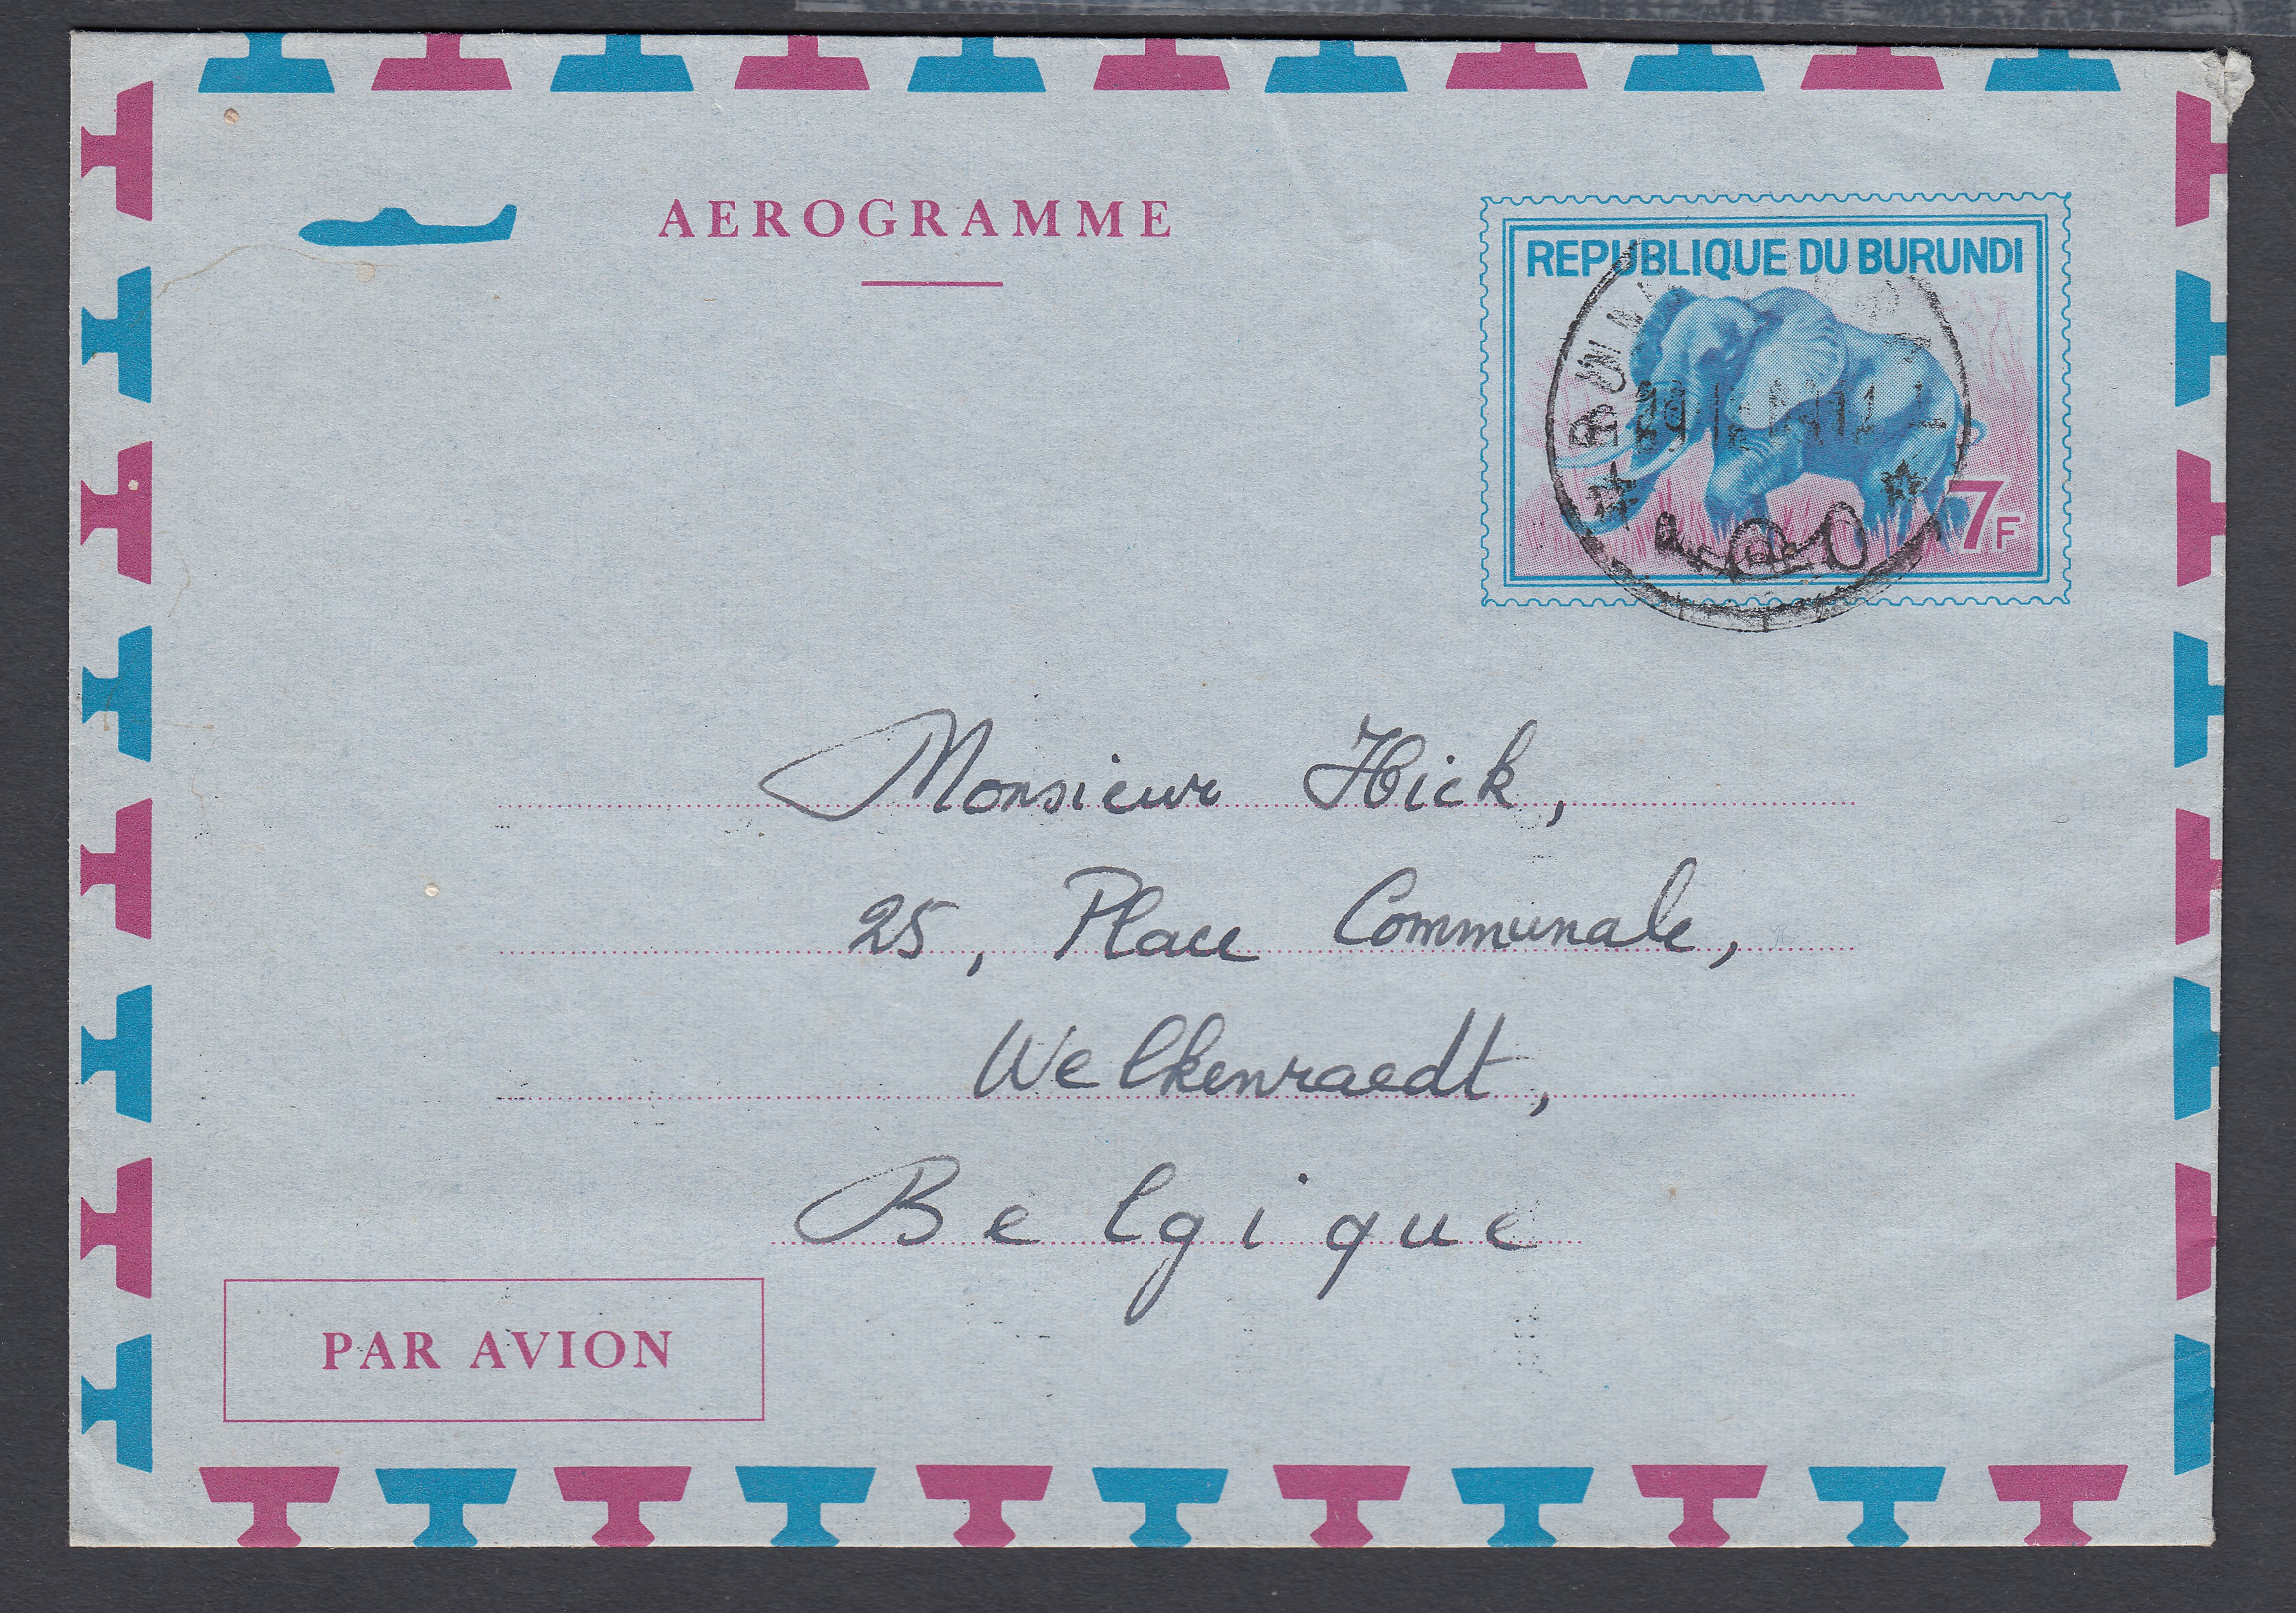 AEROGRAMME
REPUBLIQUE DU BURUNDI
7F
Monsieur Hick,
25, Place Communale,
Welkenraedt,
Belgique
PAR AVION